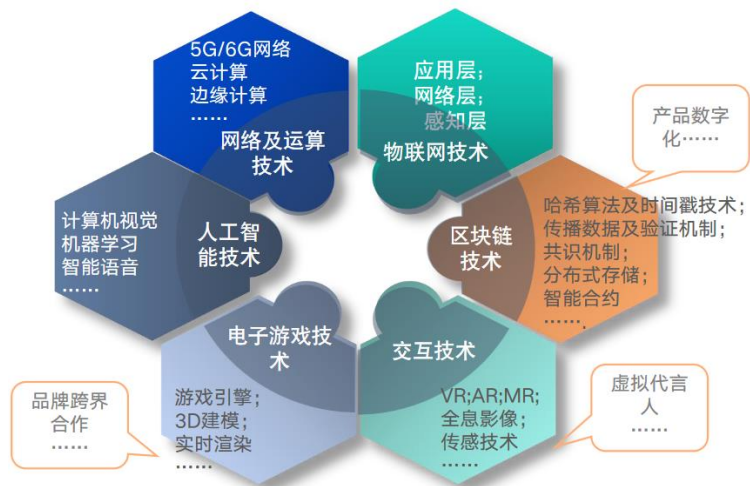 5G/6G网络
云计算
边缘计算
……
网络及运算
技术
应用层；
网络层；
感知层
物联网技术
产品数字
化……
计算机视觉
机器学习
智能语音
……
人工智
能技术
区块链
技术
哈希算法及时间戳技术；
传播数据及验证机制；
共识机制；
分布式存储；
智能合约
…….
电子游戏技
术
游戏引擎；
3D建模；
实时渲染
……
交互技术
VR;AR;MR;
全息影像；
传感技术
……
品牌跨界
合作
……
虚拟代言
人
……